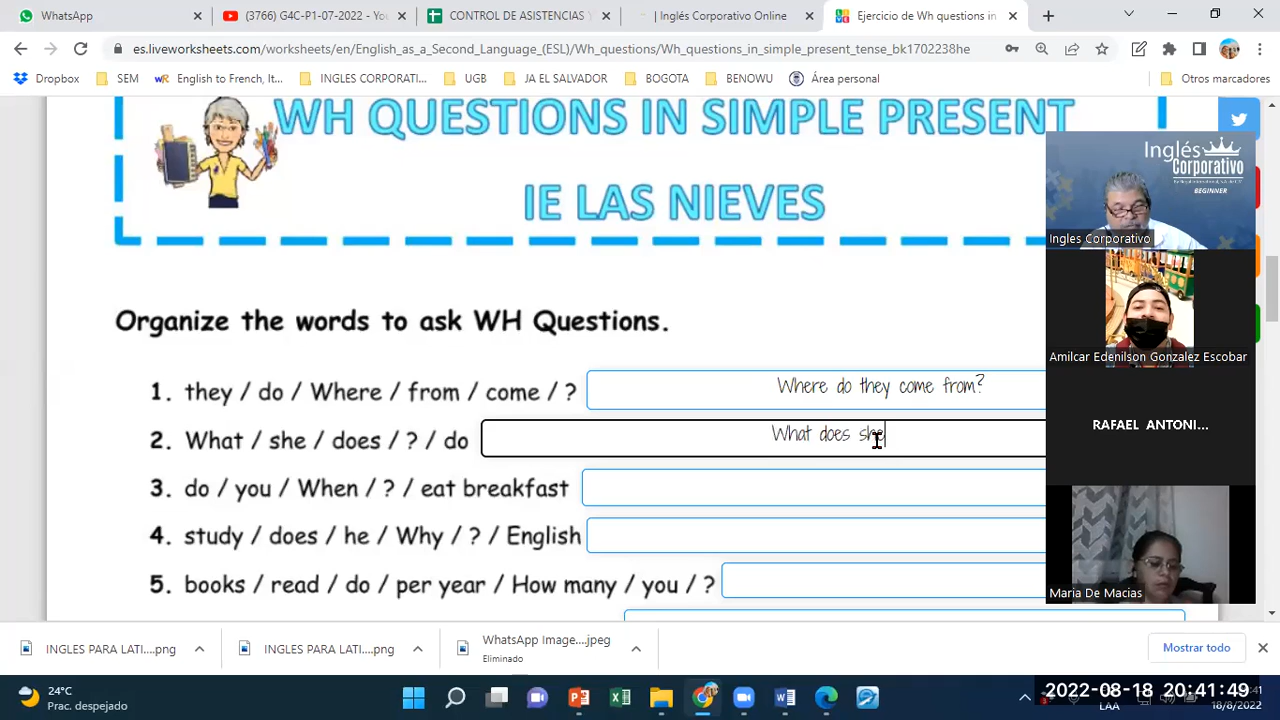 WhatsApp
(3766) G4C-P1-07-2022 - Yo
CONTROL DE ASISTENCIAS Y
| Inglés Corporativo Online
Ejercicio de Wh questions in
es.liveworksheets.com/worksheets/en/English_as_a_Second_Language_(ESL)/Wh_questions/Wh_questions_in_simple_present_tense_bk1702238he
Dropbox
SEM
English to French, It...
INGLES CORPORATI...
UGB
JA EL SALVADOR
BOGOTA
BENOWU
Área personal
Otros marcadores
WH QUESTIONS IN SIMPLE PRESENT
IE LAS NIEVES
Organize the words to ask WH Questions.
1. they / do / Where / from / come / ? Where do they come from?
2. What / she / does / ? / do What does she
3. do / you / When / ? / eat breakfast
4. study / does / he / Why / ? / English
5. books / read / do / per year / How many / you / ?
Inglés
Corporativo
BEGINNER
Ingles Corporativo
Amilcar Edenilson Gonzalez Escobar
RAFAEL ANTONI...
Maria De Macias
INGLES PARA LATI....png
INGLES PARA LATI....png
WhatsApp Image....jpeg
Eliminado
Mostrar todo
24°C
Prac. despejado
LAA
2022-08-18 20:41:49
18/8/2022